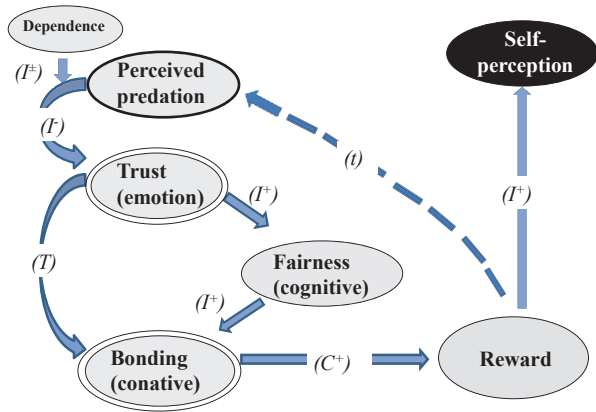 Dependence
(I±)
Perceived
predation
Self-
perception
(I-)
(t)
Trust
(emotion)
(I+)
(I+)
(T)
Fairness
(cognitive)
(I+)
Bonding
(conative)
(C+)
Reward